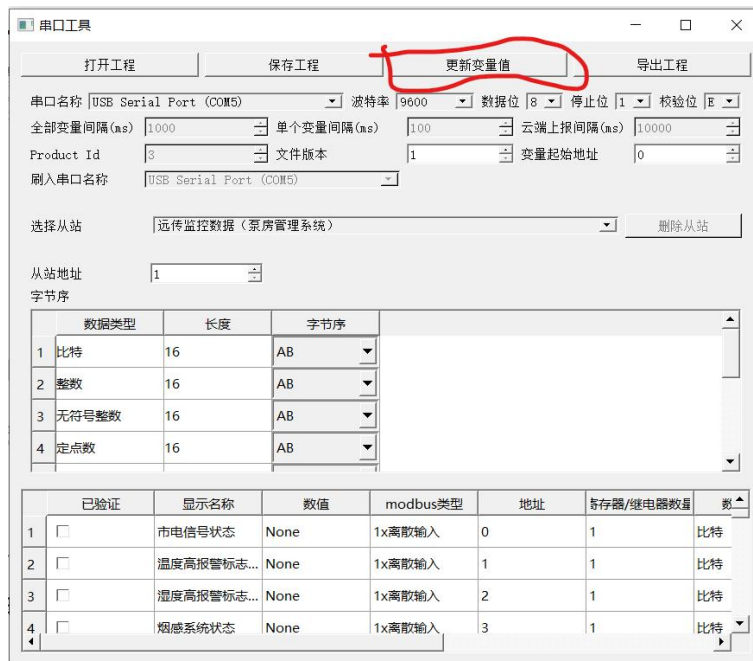 串口工具
打开工程 保存工程 更新变量值 导出工程
串口名称 USB Serial Port (COM5) 波特率 9600 数据位 8 停止位 1 校验位 E
全部变量间隔(ms) 1000 单个变量间隔(ms) 100 云端上报间隔(ms) 10000
Product Id 3 文件版本 1 变量起始地址 0
刷入串口名称 USB Serial Port (COM5)
选择从站 远传监控数据（泵房管理系统） 删除从站
从站地址 1
字节序
数据类型 长度 字节序
1 比特 16 AB
2 整数 16 AB
3 无符号整数 16 AB
4 定点数 16 AB
已验证 显示名称 数值 modbus类型 地址 寄存器/继电器数量
1 市电信号状态 None 1x离散输入 0 1 比特
2 温度高报警标志... None 1x离散输入 1 1 比特
3 湿度高报警标志... None 1x离散输入 2 1 比特
4 烟感系统状态 None 1x离散输入 3 1 比特